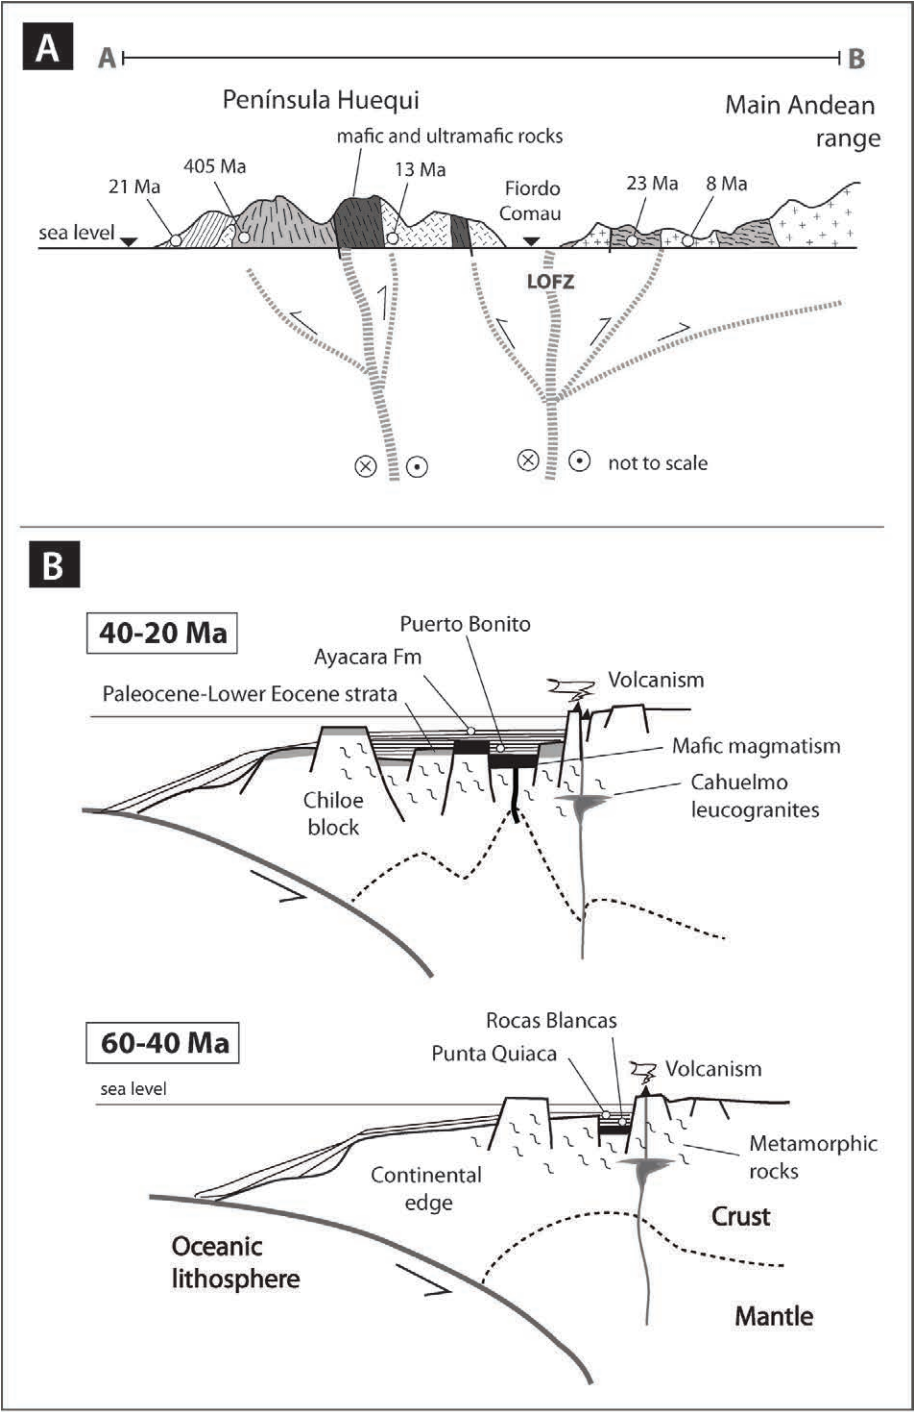 A
A
B
Península Huequi
Main Andean
range
mafic and ultramafic rocks
405 Ma
13 Ma
21 Ma
Fiordo
Comau
23 Ma
8 Ma
sea level
LOFZ
not to scale
B
40-20 Ma
Puerto Bonito
Ayacara Fm
Volcanism
Paleocene-Lower Eocene strata
Mafic magmatism
Cahuelmo
leucogranites
Chiloe
block
60-40 Ma
Rocas Blancas
Punta Quiaca
Volcanism
sea level
Metamorphic
rocks
Continental
edge
Crust
Oceanic
lithosphere
Mantle